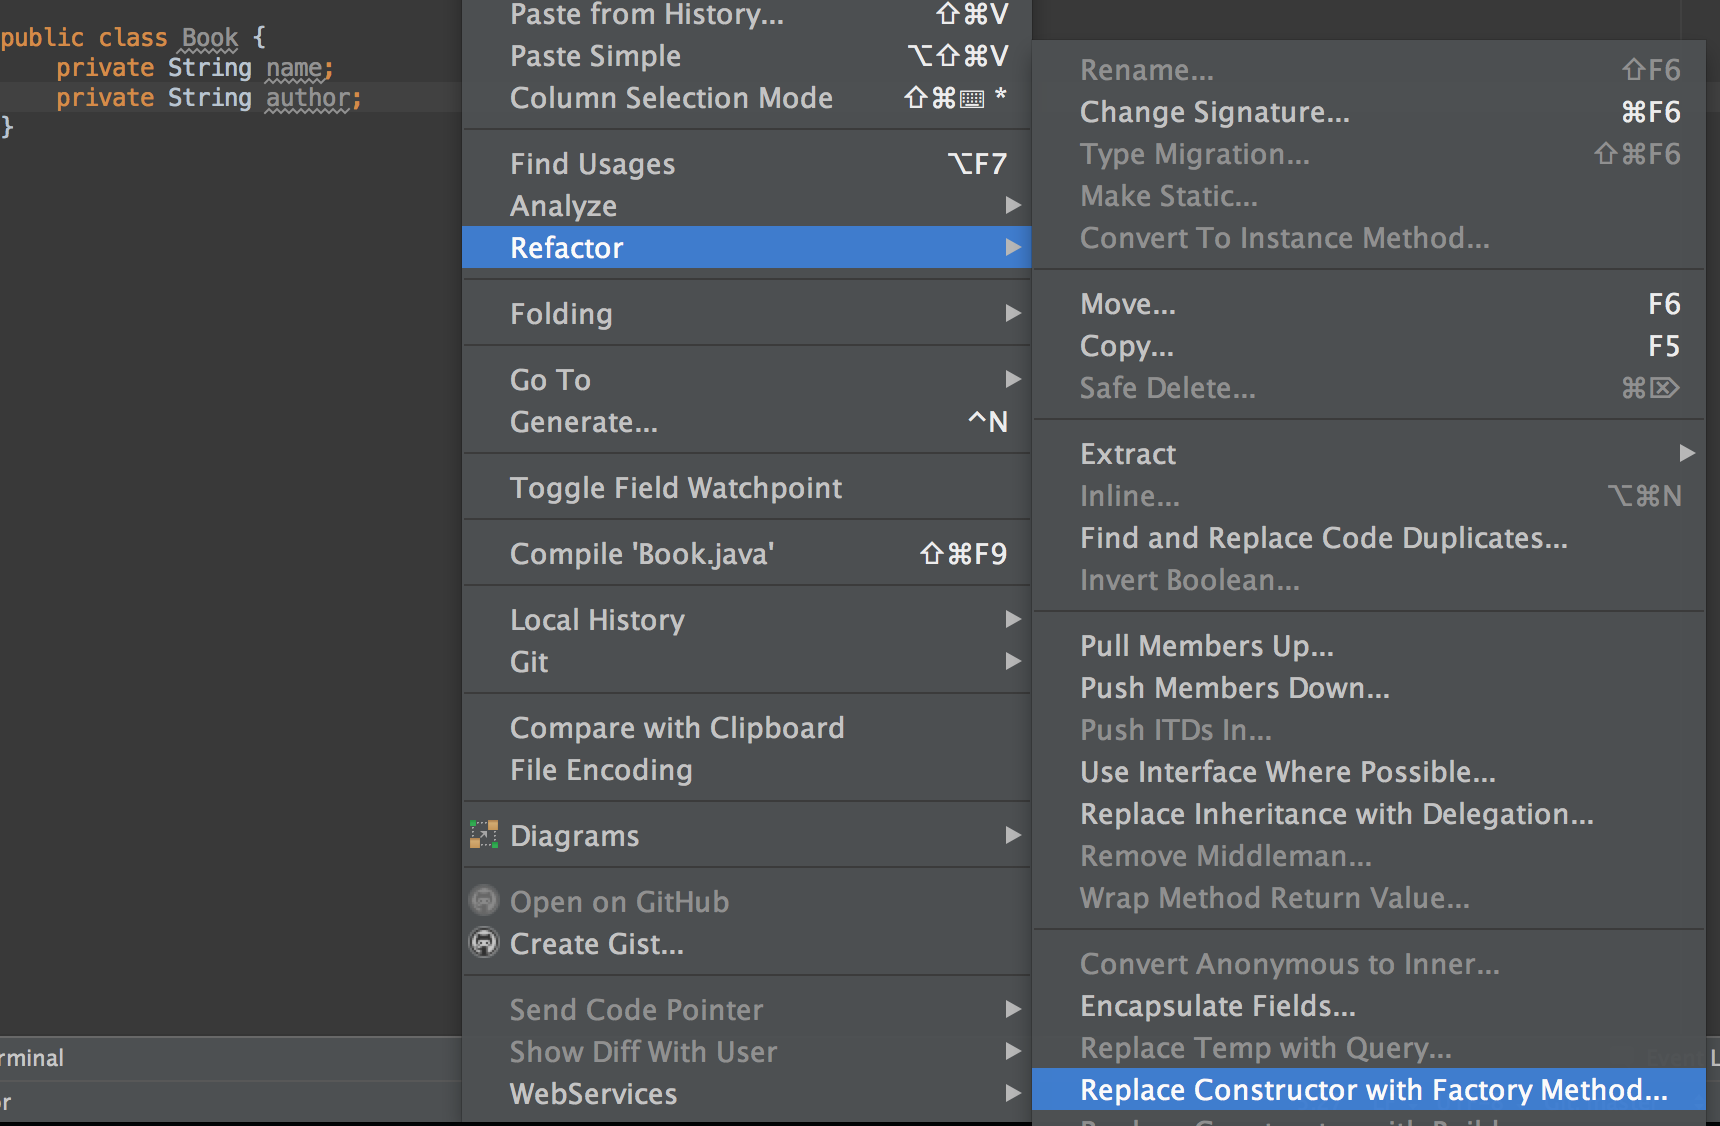 public class Book {
private String name;
private String author;
}
Paste from History... ⇧⌘V
Paste Simple ⌥⇧⌘V
Column Selection Mode ⇧⌘⌨ *
Find Usages ⌥F7
Analyze ▶
Refactor ▶
Folding ▶
Go To ▶
Generate... ^N
Toggle Field Watchpoint
Compile 'Book.java' ⇧⌘F9
Local History ▶
Git ▶
Compare with Clipboard
File Encoding
Diagrams ▶
Open on GitHub
Create Gist...
Send Code Pointer ▶
Show Diff With User ▶
WebServices ▶
Rename... ⇧F6
Change Signature... ⌘F6
Type Migration... ⇧⌘F6
Make Static...
Convert To Instance Method...
Move... F6
Copy... F5
Safe Delete... ⌘⌦
Extract ▶
Inline... ⌥⌘N
Find and Replace Code Duplicates...
Invert Boolean...
Pull Members Up...
Push Members Down...
Push ITDs In...
Use Interface Where Possible...
Replace Inheritance with Delegation...
Remove Middleman...
Wrap Method Return Value...
Convert Anonymous to Inner...
Encapsulate Fields...
Replace Temp with Query...
Replace Constructor with Factory Method...
rminal
or